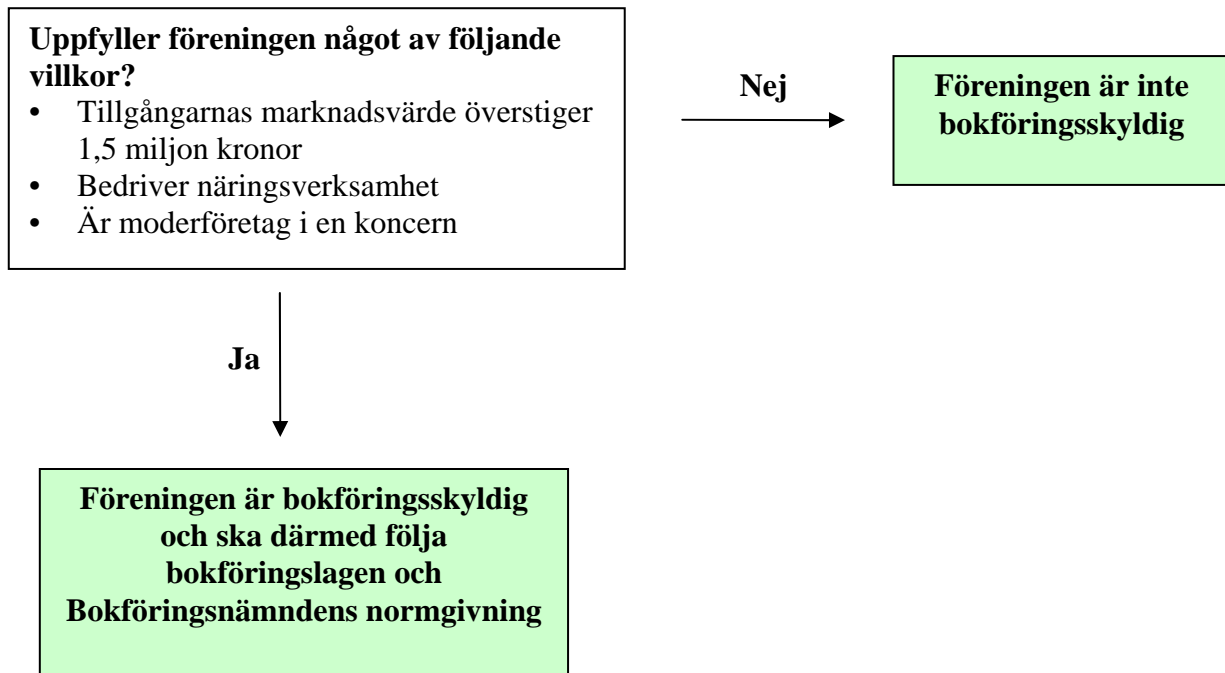 Uppfyller föreningen något av följande
villkor?
• Tillgångarnas marknadsvärde överstiger
1,5 miljon kronor
• Bedriver näringsverksamhet
• Är moderföretag i en koncern
Nej
Föreningen är inte
bokföringsskyldig
Ja
Föreningen är bokföringsskyldig
och ska därmed följa
bokföringslagen och
Bokföringsnämndens normgivning